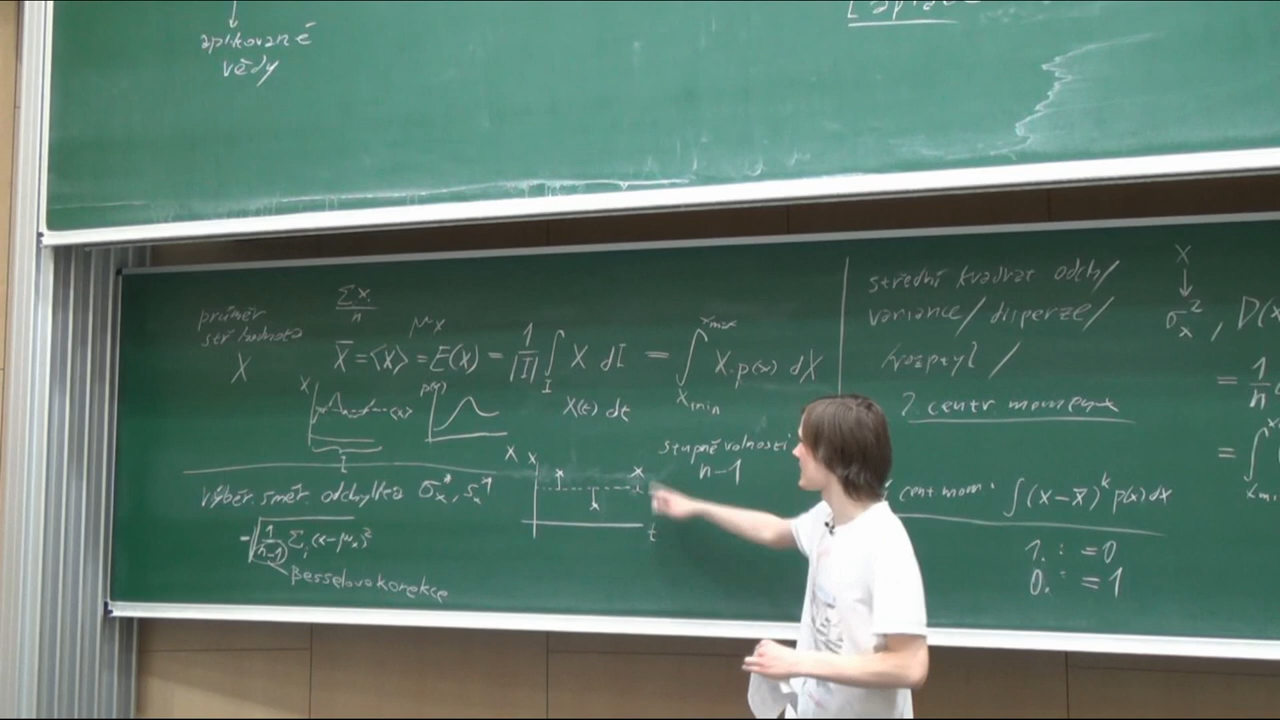 aplikované
vědy
Laplace
průměr
stř hodnota
X
Σxᵢ
n
μx
X̄ = ⟨x⟩ = E(x) = 1/|I| ∫I X dI = ∫Xmin Xmax X·p(x) dX
X
⟨x⟩
I
p(x)
X(t) dt
výběr. směr. odchylka σx*, sx*
√1/n-1 Σi (x-μx)²
Besselova korekce
X
x
x
x
x
t
stupně volnosti
n-1
střední kvadrat odch/
variance/ disperze/
/rozptyl/
2. centr moment
X
↓
σx², D(x
= 1/n
= ∫
cent mom. ∫(x-x̄)ᵏ p(x)dx
1. : = 0
0. : = 1